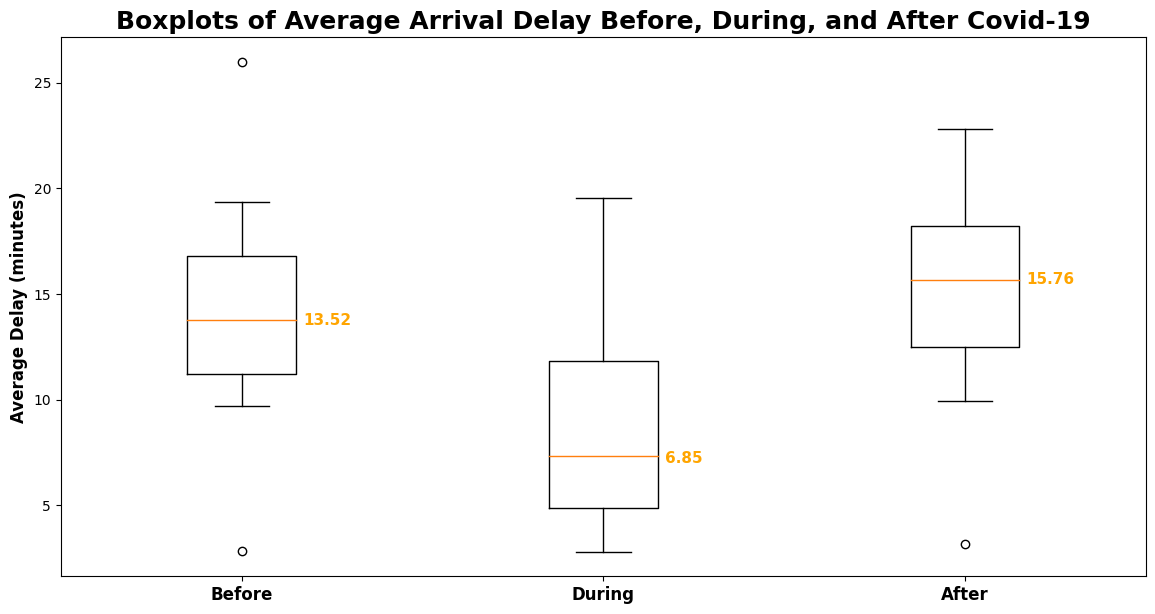 Boxplots of Average Arrival Delay Before, During, and After Covid-19
Average Delay (minutes)
25
20
15
10
5
13.52
6.85
15.76
Before
During
After